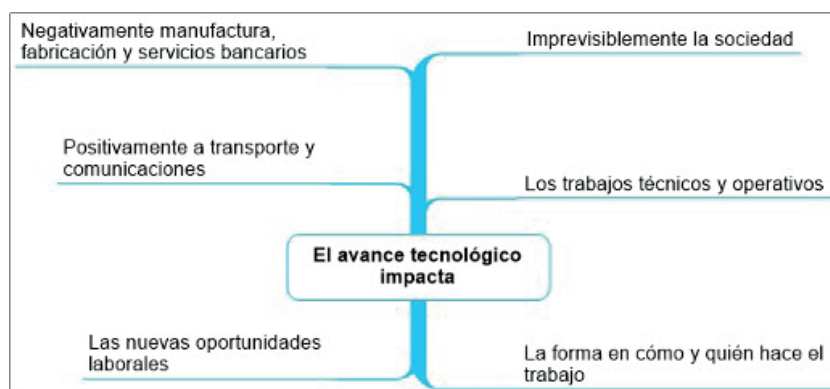 Negativamente manufactura,
fabricación y servicios bancarios
Imprevisiblemente la sociedad
Positivamente a transporte y
comunicaciones
Los trabajos técnicos y operativos
El avance tecnológico
impacta
Las nuevas oportunidades
laborales
La forma en cómo y quién hace el
trabajo